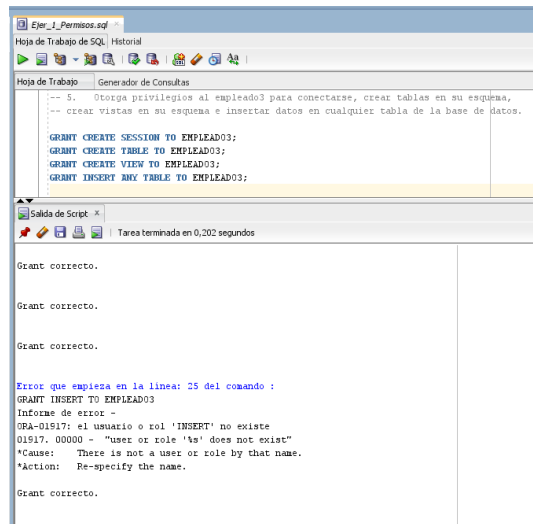 Ejer_1_Permisos.sql
Hoja de Trabajo de SQL Historial
Hoja de Trabajo Generador de Consultas
-- 5. Otorga privilegios al empleado3 para conectarse, crear tablas en su esquema,
-- crear vistas en su esquema e insertar datos en cualquier tabla de la base de datos.
GRANT CREATE SESSION TO EMPLEADO3;
GRANT CREATE TABLE TO EMPLEADO3;
GRANT CREATE VIEW TO EMPLEADO3;
GRANT INSERT ANY TABLE TO EMPLEADO3;
Salida de Script x
Tarea terminada en 0,202 segundos
Grant correcto.
Grant correcto.
Grant correcto.
Error que empieza en la línea: 25 del comando :
GRANT INSERT TO EMPLEADO3
Informe de error -
ORA-01917: el usuario o rol 'INSERT' no existe
01917. 00000 - "user or role '%s' does not exist"
*Cause: There is not a user or role by that name.
*Action: Re-specify the name.
Grant correcto.